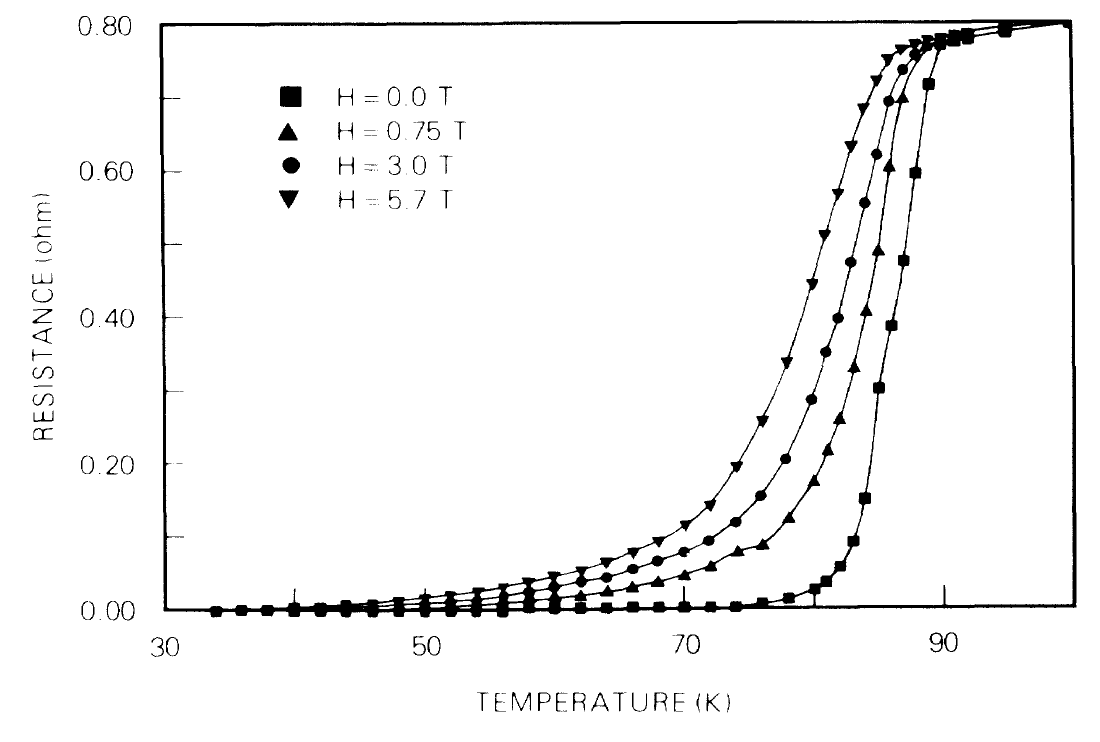 0.80
0.60
0.40
0.20
0.00
RESISTANCE (ohm)
H = 0.0 T
H = 0.75 T
H = 3.0 T
H = 5.7 T
30
50
70
90
TEMPERATURE (K)